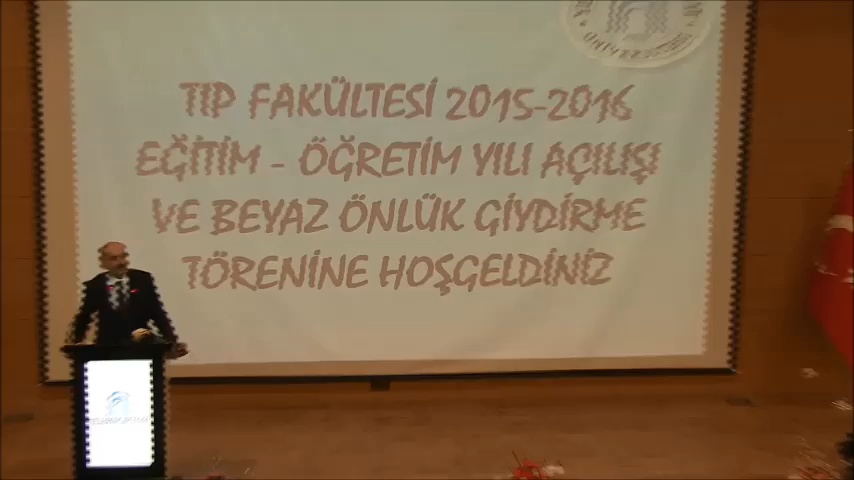 TIP FAKÜLTESİ 2015-2016
EĞİTİM - ÖĞRETİM YILI AÇILIŞI
VE BEYAZ ÖNLÜK GİYDİRME
TÖRENİNE HOŞGELDİNİZ